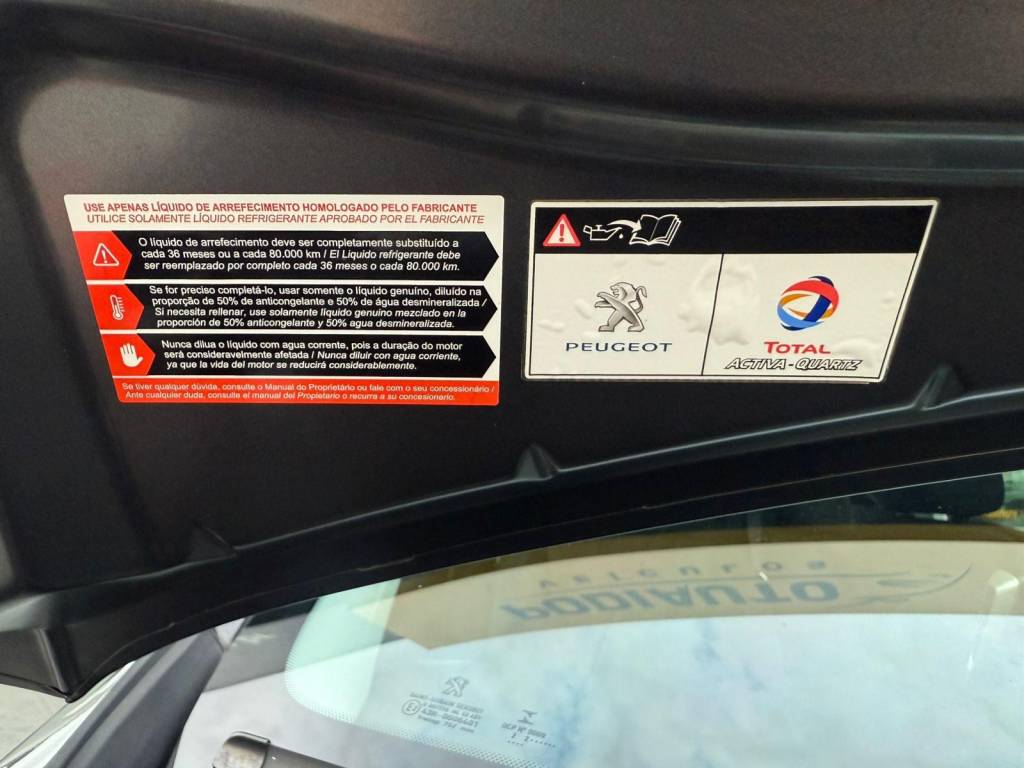 USE APENAS LÍQUIDO DE ARREFECIMENTO HOMOLOGADO PELO FABRICANTE
UTILICE SOLAMENTE LÍQUIDO REFRIGERANTE APROBADO POR EL FABRICANTE
O líquido de arrefecimento deve ser completamente substituído a
cada 36 meses ou a cada 80.000 km / El Liquido refrigerante debe
ser reemplazado por completo cada 36 meses o cada 80.000 km.
Se for preciso completá-lo, usar somente o líquido genuíno, diluído na
proporção de 50% de anticongelante e 50% de água desmineralizada /
Si necesita rellenar, use solamente líquido genuino mezclado en la
proporción de 50% anticongelante y 50% agua desmineralizada.
Nunca dilua o líquido com agua corrente, pois a duração do motor
será consideravelmente afetada / Nunca diluir con agua corriente,
ya que la vida del motor se reducirá considerablemente.
Se tiver qualquer dúvida, consulte o Manual do Proprietário ou fale com o seu concessionário /
Ante cualquier duda, consulte el manual del Propietario o recurra a su concesionario.
PEUGEOT
TOTAL
ACTIVA - QUARTZ
VEÍCULOS
PODIAUTO